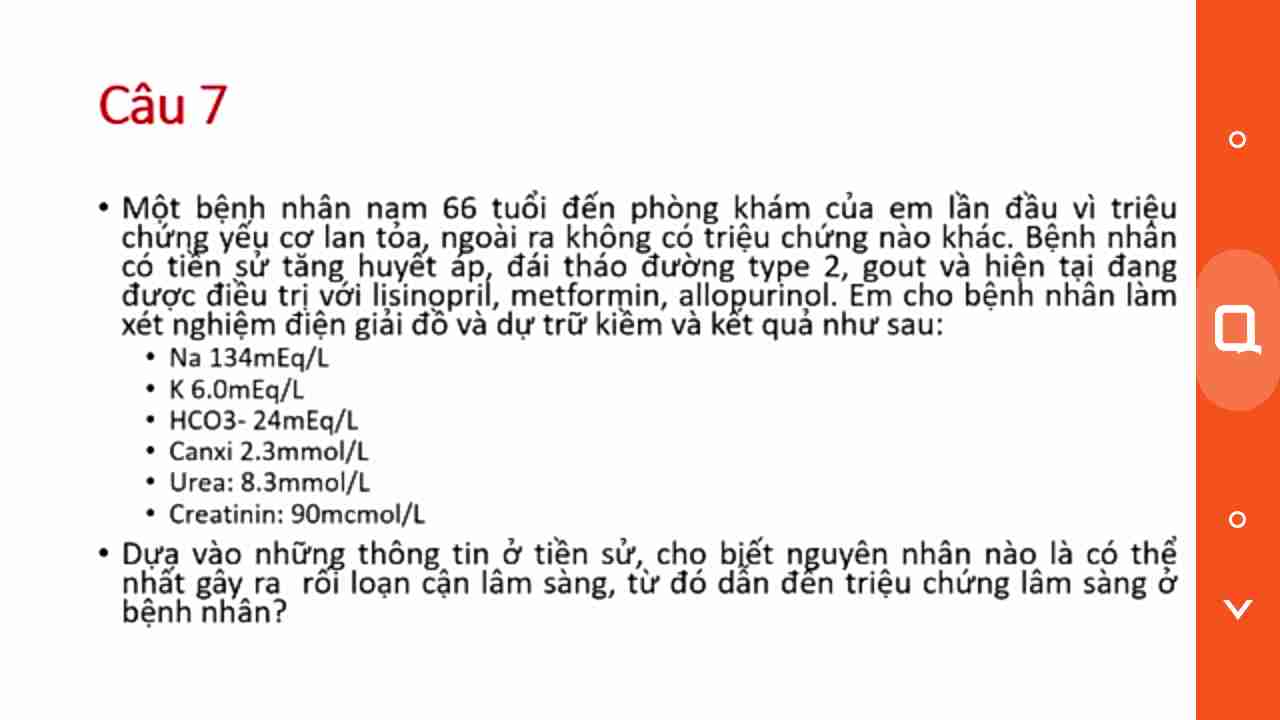 Câu 7
• Một bệnh nhân nam 66 tuổi đến phòng khám của em lần đầu vì triệu
chứng yếu cơ lan tỏa, ngoài ra không có triệu chứng nào khác. Bệnh nhân
có tiền sử tăng huyết áp, đái tháo đường type 2, gout và hiện tại đang
được điều trị với lisinopril, metformin, allopurinol. Em cho bệnh nhân làm
xét nghiệm điện giải đồ và dự trữ kiềm và kết quả như sau:
• Na 134mEq/L
• K 6.0mEq/L
• HCO3- 24mEq/L
• Canxi 2.3mmol/L
• Urea: 8.3mmol/L
• Creatinin: 90mcmol/L
• Dựa vào những thông tin ở tiền sử, cho biết nguyên nhân nào là có thể
nhất gây ra rối loạn cận lâm sàng, từ đó dẫn đến triệu chứng lâm sàng ở
bệnh nhân?